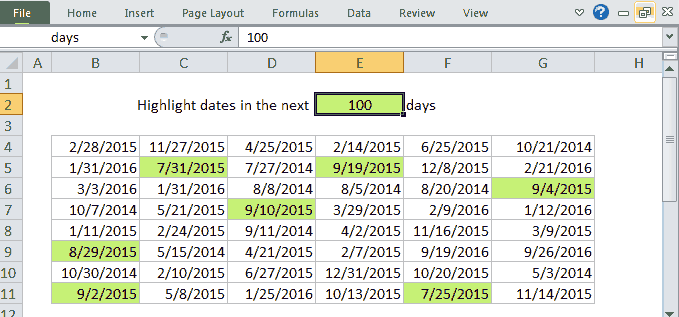 File Home Insert Page Layout Formulas Data Review View
days fx 100
A B C D E F G H
1
2 Highlight dates in the next 100 days
3
4 2/28/2015 11/27/2015 4/25/2015 2/14/2015 6/25/2015 10/21/2014
5 1/31/2016 7/31/2015 7/27/2014 9/19/2015 12/8/2015 2/21/2016
6 3/3/2016 1/31/2016 8/8/2014 8/5/2014 8/20/2014 9/4/2015
7 10/7/2014 5/21/2015 9/10/2015 3/29/2015 2/9/2016 1/12/2016
8 1/11/2015 2/24/2015 9/11/2014 4/2/2015 11/16/2015 3/9/2015
9 8/29/2015 5/15/2014 4/21/2015 2/7/2015 9/19/2016 9/26/2016
10 10/30/2014 2/10/2015 6/27/2015 12/31/2015 10/20/2015 5/3/2014
11 9/2/2015 5/8/2015 1/25/2016 10/13/2015 7/25/2015 11/14/2015
12